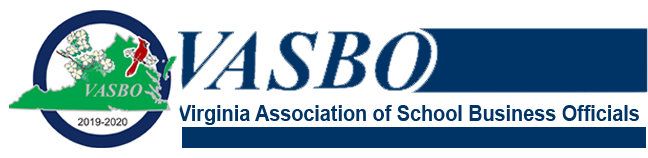 VASBO
2019-2020
VASBO
Virginia Association of School Business Officials